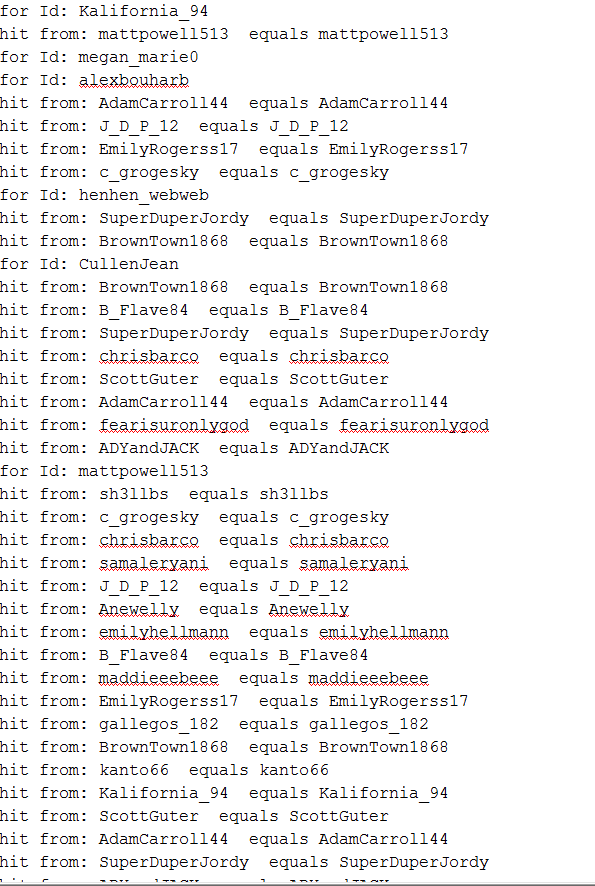 for Id: Kalifornia_94
hit from: mattpowell513  equals mattpowell513
for Id: megan_marie0
for Id: alexbouharb
hit from: AdamCarroll44  equals AdamCarroll44
hit from: J_D_P_12  equals J_D_P_12
hit from: EmilyRogerss17  equals EmilyRogerss17
hit from: c_grogesky  equals c_grogesky
for Id: henhen_webweb
hit from: SuperDuperJordy  equals SuperDuperJordy
hit from: BrownTown1868  equals BrownTown1868
for Id: CullenJean
hit from: BrownTown1868  equals BrownTown1868
hit from: B_Flave84  equals B_Flave84
hit from: SuperDuperJordy  equals SuperDuperJordy
hit from: chrisbarco  equals chrisbarco
hit from: ScottGuter  equals ScottGuter
hit from: AdamCarroll44  equals AdamCarroll44
hit from: fearisuronlygod  equals fearisuronlygod
hit from: ADYandJACK  equals ADYandJACK
for Id: mattpowell513
hit from: sh3llbs  equals sh3llbs
hit from: c_grogesky  equals c_grogesky
hit from: chrisbarco  equals chrisbarco
hit from: samaleryani  equals samaleryani
hit from: J_D_P_12  equals J_D_P_12
hit from: Anewelly  equals Anewelly
hit from: emilyhellmann  equals emilyhellmann
hit from: B_Flave84  equals B_Flave84
hit from: maddieeebeee  equals maddieeebeee
hit from: EmilyRogerss17  equals EmilyRogerss17
hit from: gallegos_182  equals gallegos_182
hit from: BrownTown1868  equals BrownTown1868
hit from: kanto66  equals kanto66
hit from: Kalifornia_94  equals Kalifornia_94
hit from: ScottGuter  equals ScottGuter
hit from: AdamCarroll44  equals AdamCarroll44
hit from: SuperDuperJordy  equals SuperDuperJordy